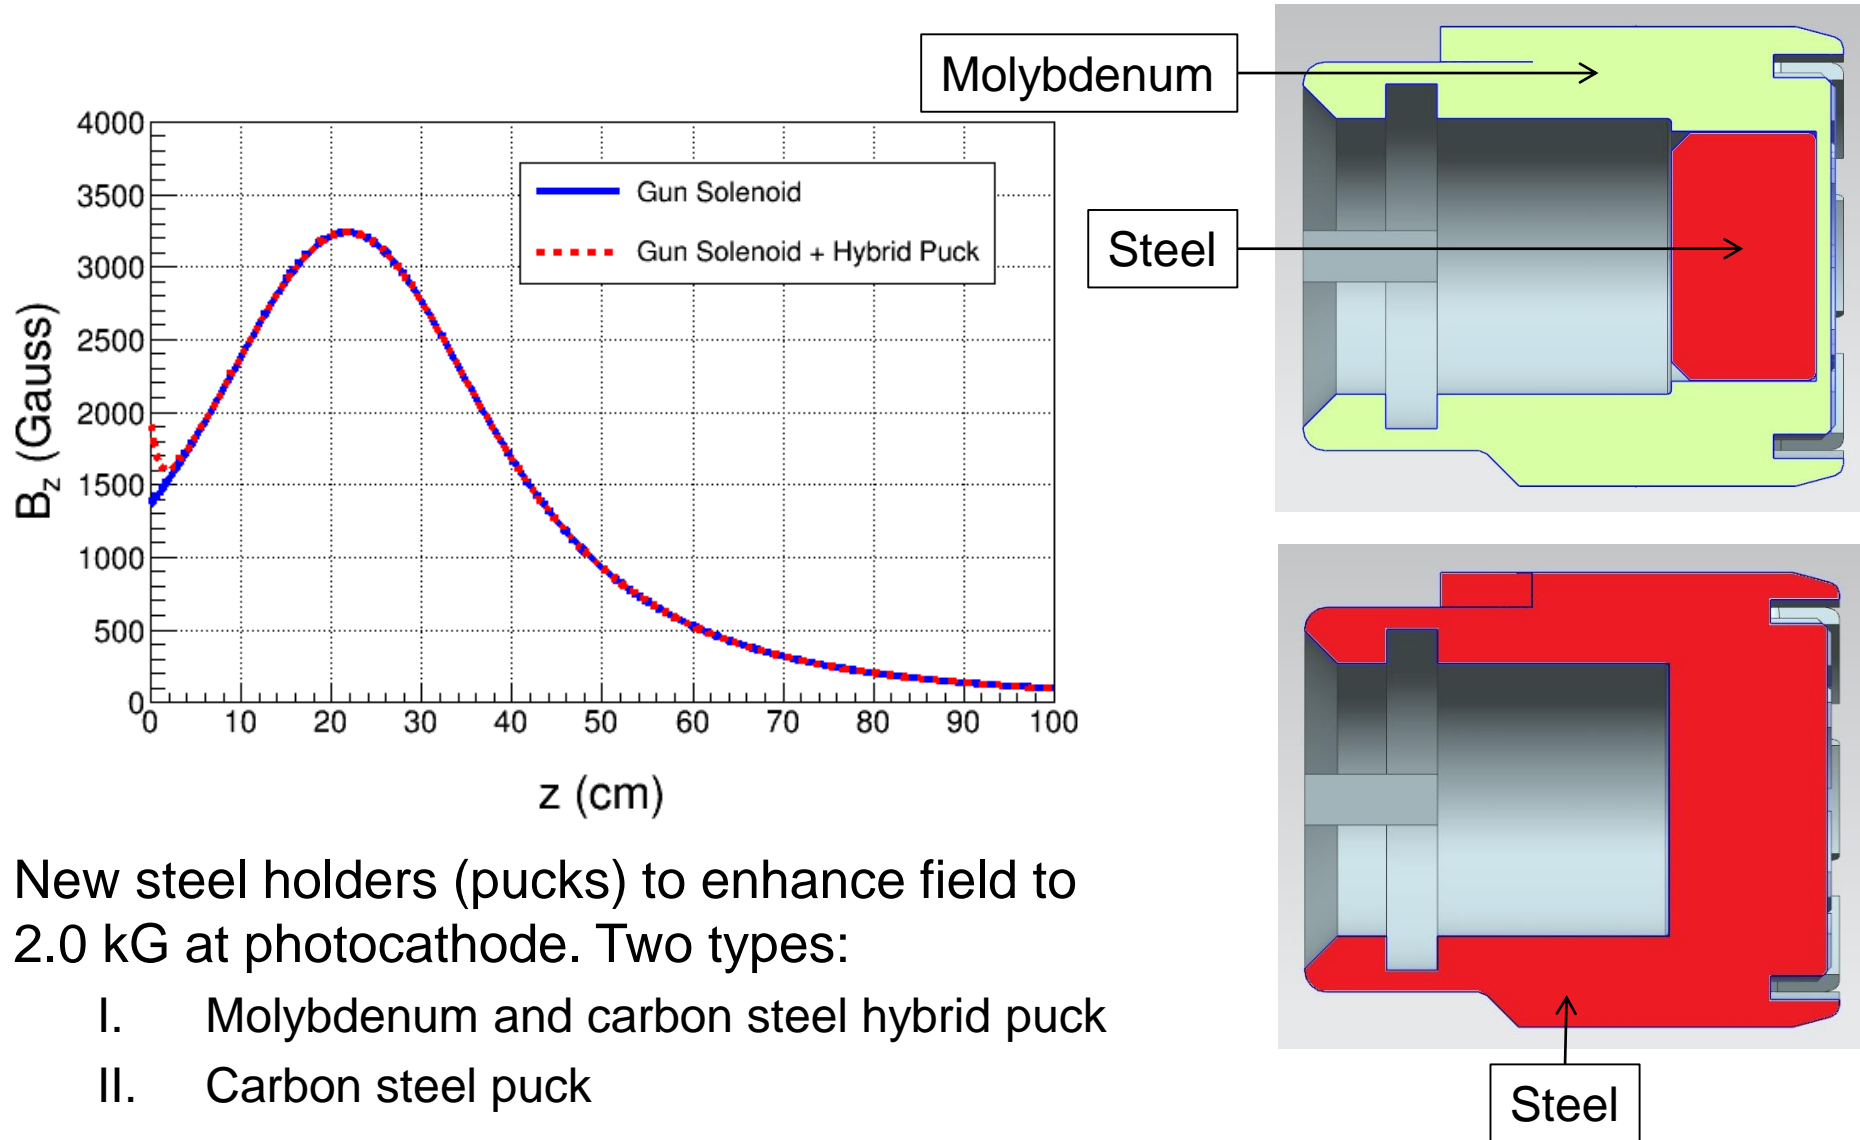 Molybdenum
Steel
4000
3500
3000
2500
2000
1500
1000
500
0
B_z (Gauss)
Gun Solenoid
Gun Solenoid + Hybrid Puck
0 10 20 30 40 50 60 70 80 90 100
z (cm)
New steel holders (pucks) to enhance field to
2.0 kG at photocathode. Two types:
I. Molybdenum and carbon steel hybrid puck
II. Carbon steel puck
Steel